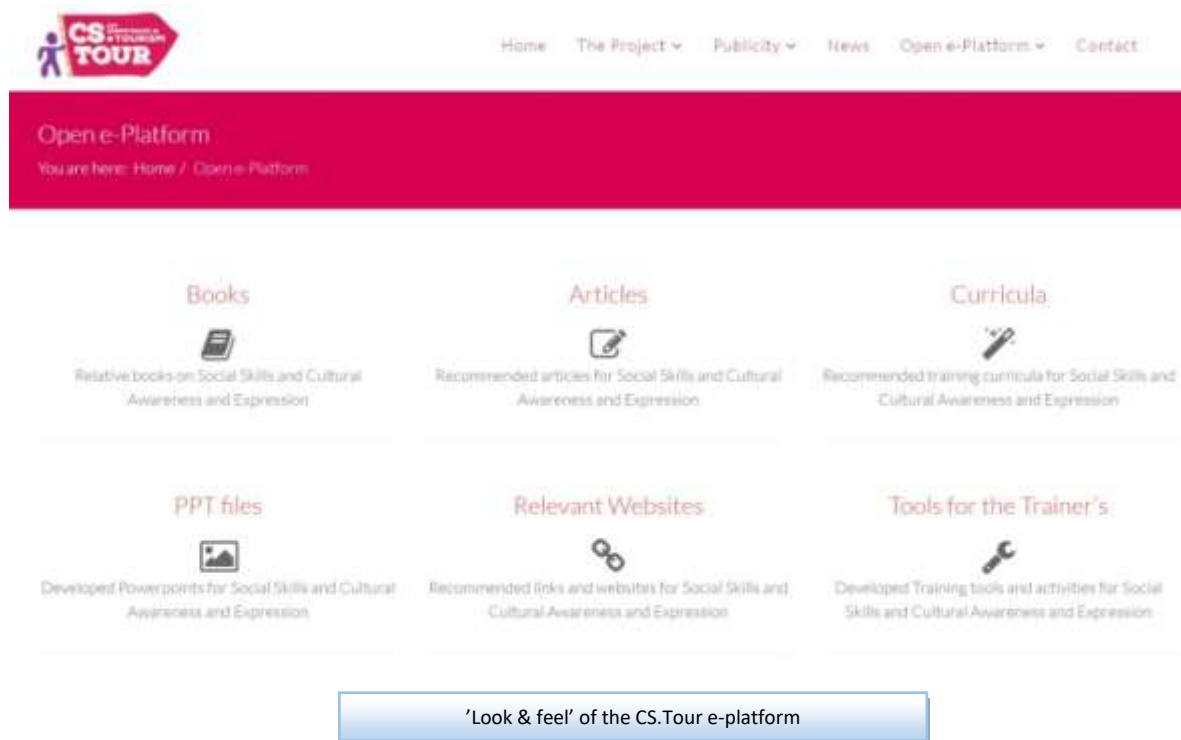 CS TOURISM
TOUR
Home The Project Publicity News Open e-Platform Contact
Open e-Platform
You are here: Home / Open e-Platform
Books
Articles
Curricula
Relative books on Social Skills and Cultural
Awareness and Expression
Recommended articles for Social Skills and Cultural
Awareness and Expression
Recommended training curricula for Social Skills and
Cultural Awareness and Expression
PPT files
Relevant Websites
Tools for the Trainer's
Developed Powerpoints for Social Skills and Cultural
Awareness and Expression
Recommended links and websites for Social Skills and
Cultural Awareness and Expression
Developed Training tools and activities for Social
Skills and Cultural Awareness and Expression
’Look & feel’ of the CS.Tour e-platform